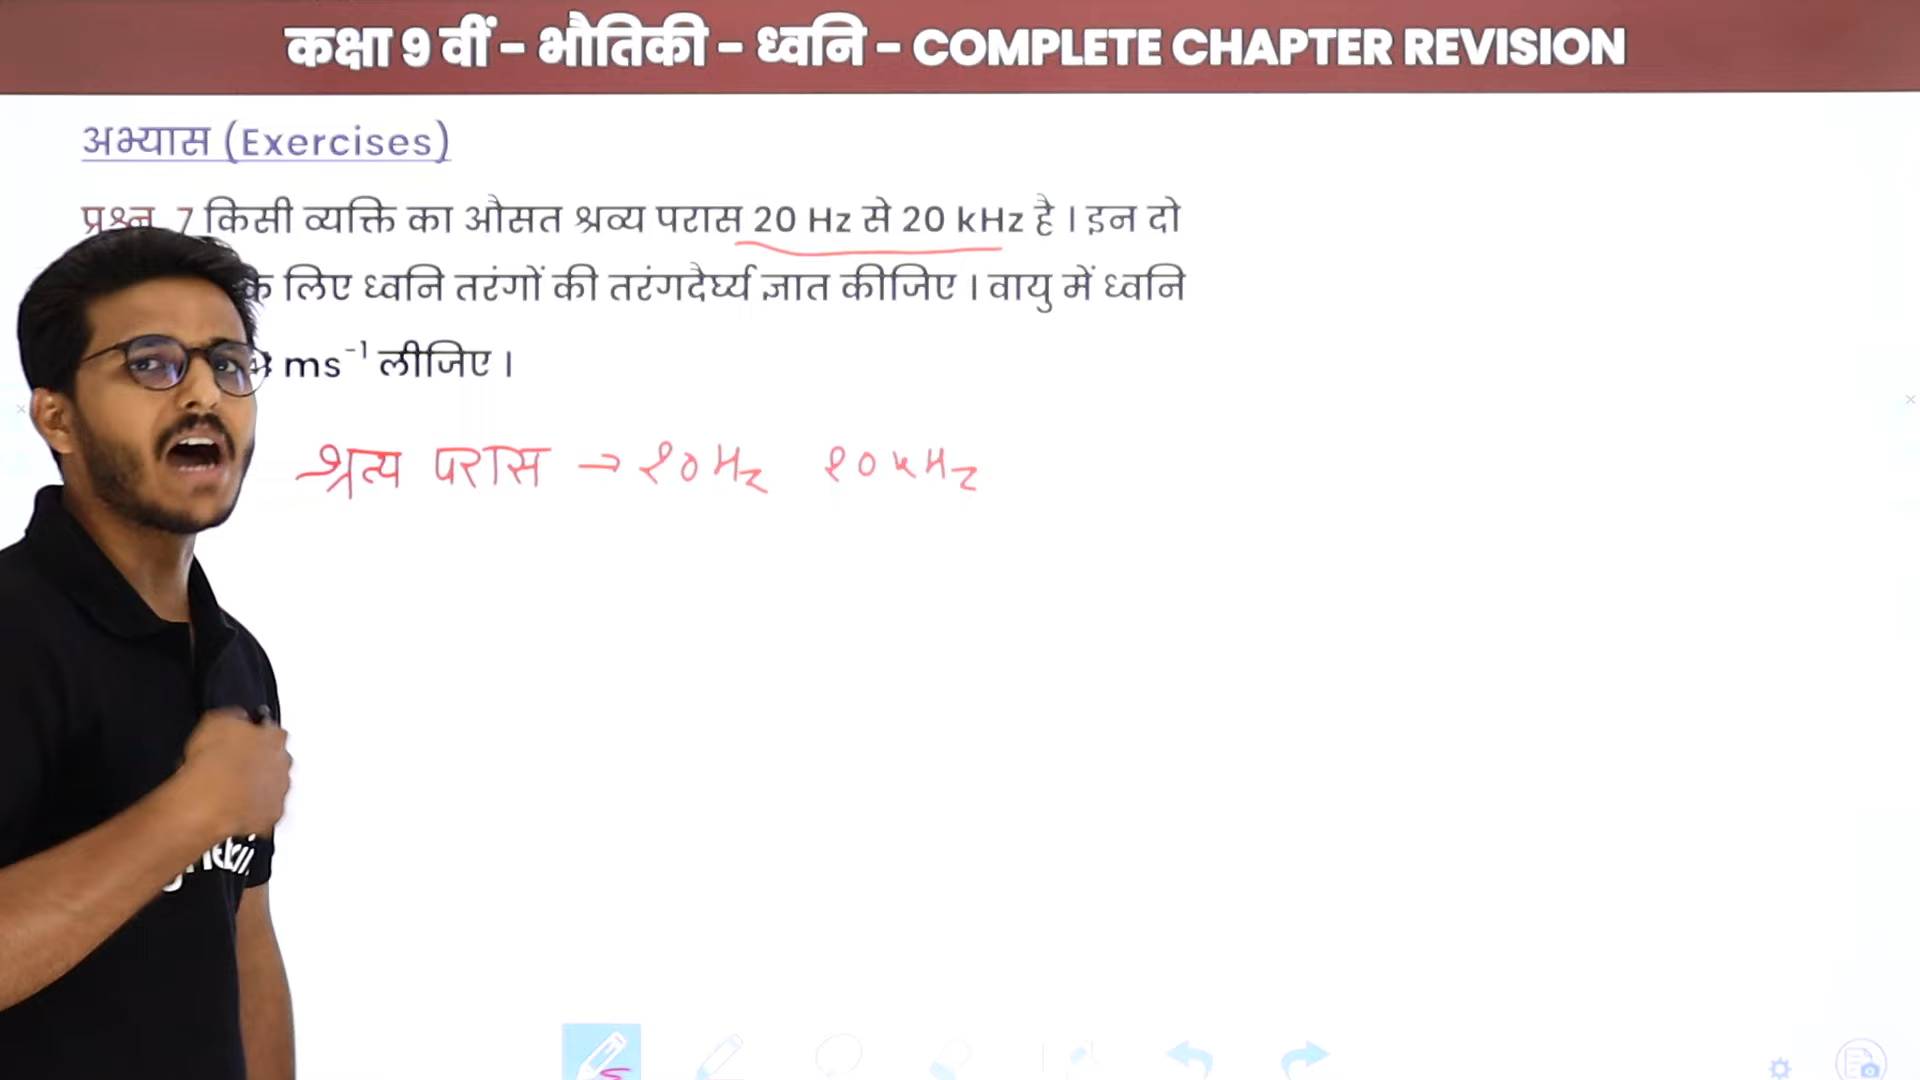 कक्षा 9 वीं - भौतिकी - ध्वनि - COMPLETE CHAPTER REVISION
अभ्यास (Exercises)
प्रश्न 7 किसी व्यक्ति का औसत श्रव्य परास 20 Hz से 20 kHz है । इन दो
के लिए ध्वनि तरंगों की तरंगदैर्घ्य ज्ञात कीजिए । वायु में ध्वनि
ms⁻¹ लीजिए ।
श्रव्य परास → 20 Hz 20 kHz